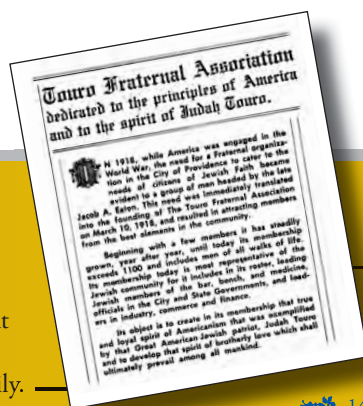 Touro Fraternal Association
dedicated to the principles of America
and to the spirit of Judah Touro.
IN 1918, while America was engaged in the
World War, the need for a Fraternal organiza-
tion in the City of Providence to cater to the
needs of citizens of Jewish Faith became
evident to a group of men headed by the late
Jacob A. Eaton. This need was immediately translated
into the founding of The Touro Fraternal Association
on March 10, 1918, and resulted in attracting members
from the best elements in the community.
Beginning with a few members it has steadily
grown, year after year, until today its membership
exceeds 1100 and includes men of all walks of life.
Its membership today is most representative of the
Jewish community for it includes in its roster, leading
Jewish members of the bar, bench, and medicine,
officials in the City and State Governments, and lead-
ers in industry, commerce and finance.
Its object is to create in its membership that true
and loyal spirit of Americanism that was exemplified
by that Great American Jewish patriot, Judah Touro
and to develop that spirit of brotherly love which shall
ultimately prevail among all mankind.